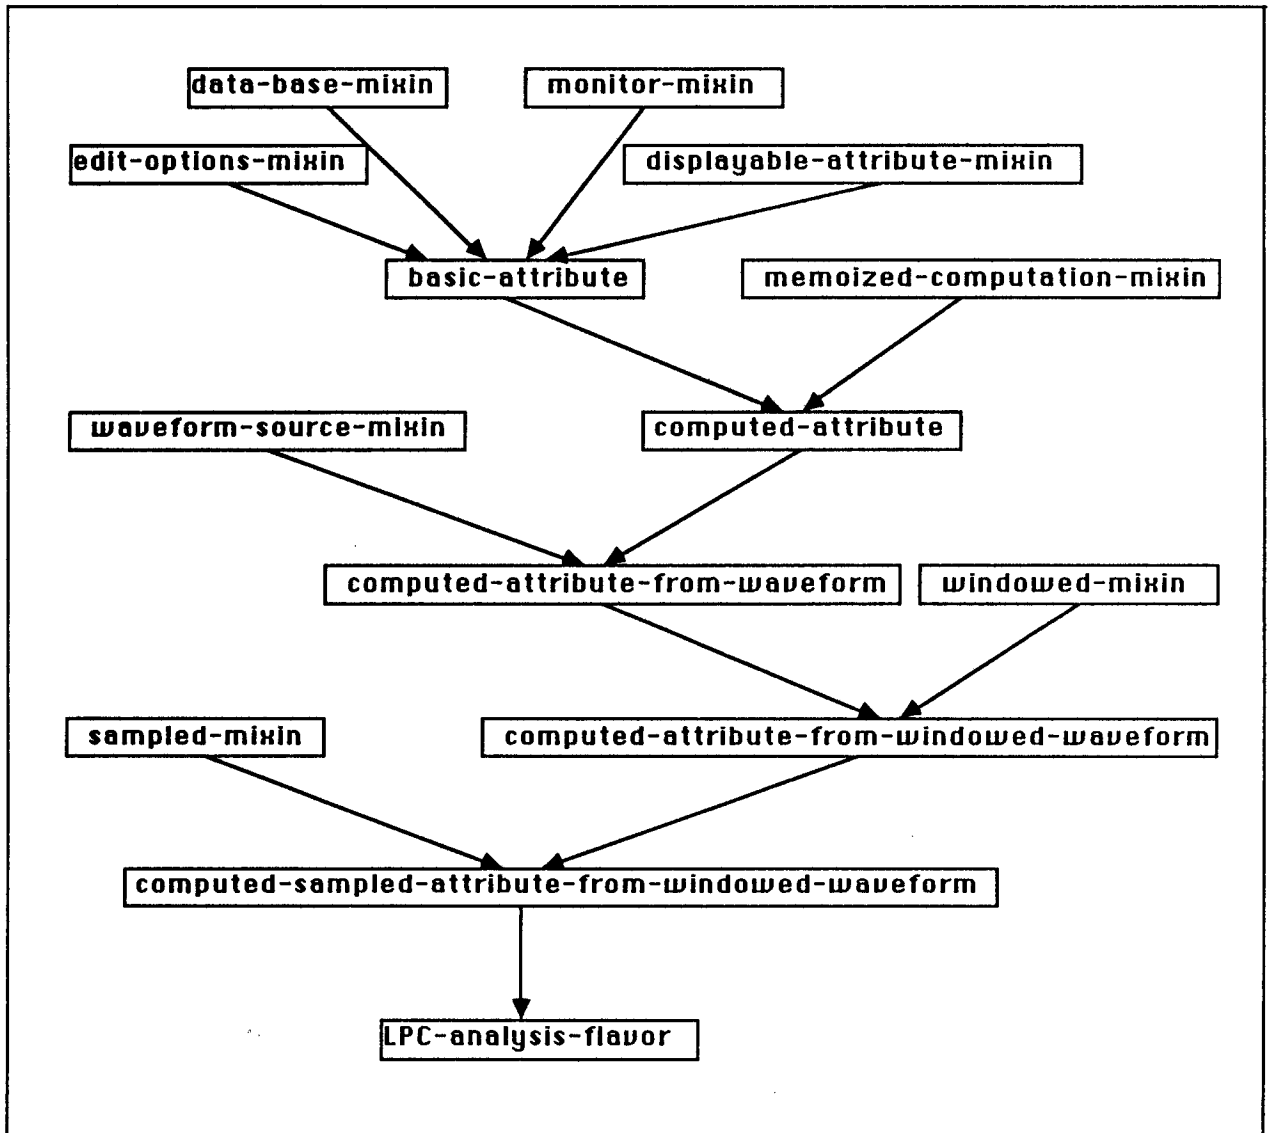 data-base-mixin
monitor-mixin
edit-options-mixin
displayable-attribute-mixin
basic-attribute
memoized-computation-mixin
waveform-source-mixin
computed-attribute
computed-attribute-from-waveform
windowed-mixin
sampled-mixin
computed-attribute-from-windowed-waveform
computed-sampled-attribute-from-windowed-waveform
LPC-analysis-flavor